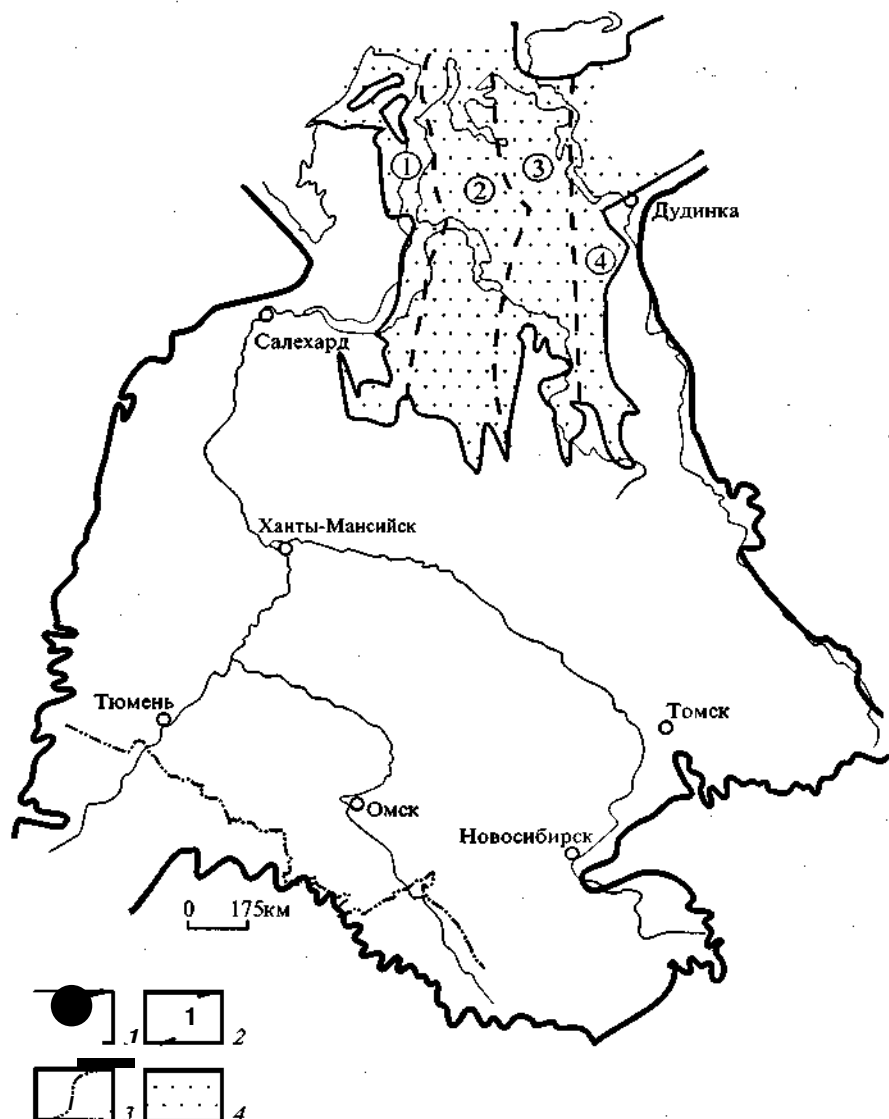 ①
②
③
④
Дудинка
Салехард
Ханты-Мансийск
Тюмень
Томск
Омск
Новосибирск
0 175км
1 1 2
3 4